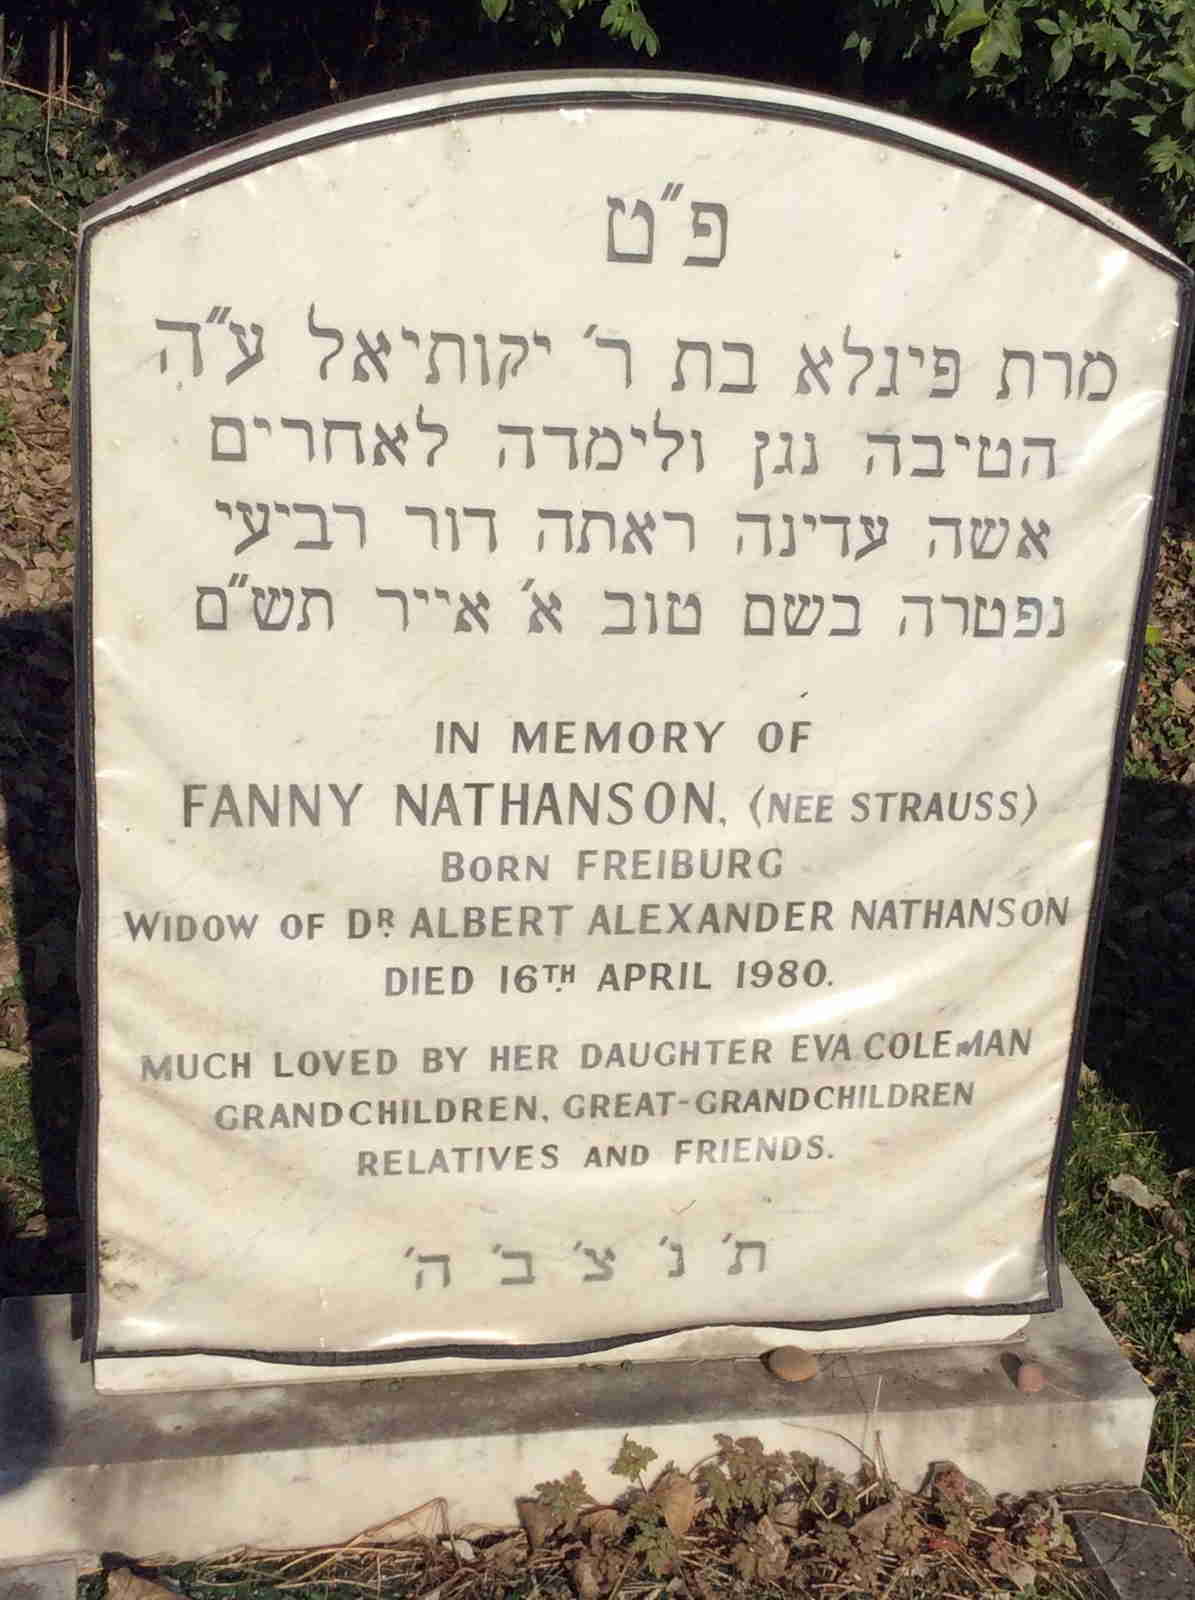 פ"ט
מרת פיגלא בת ר' יקותיאל ע"ה
הטיבה נגן ולימדה לאחרים
אשה עדינה ראתה דור רביעי
נפטרה בשם טוב א' אייר תש"ם
IN MEMORY OF
FANNY NATHANSON, (NEE STRAUSS)
BORN FREIBURG
WIDOW OF DR. ALBERT ALEXANDER NATHANSON
DIED 16TH APRIL 1980.
MUCH LOVED BY HER DAUGHTER EVA COLEMAN
GRANDCHILDREN, GREAT-GRANDCHILDREN
RELATIVES AND FRIENDS.
ת' נ' צ' ב' ה'